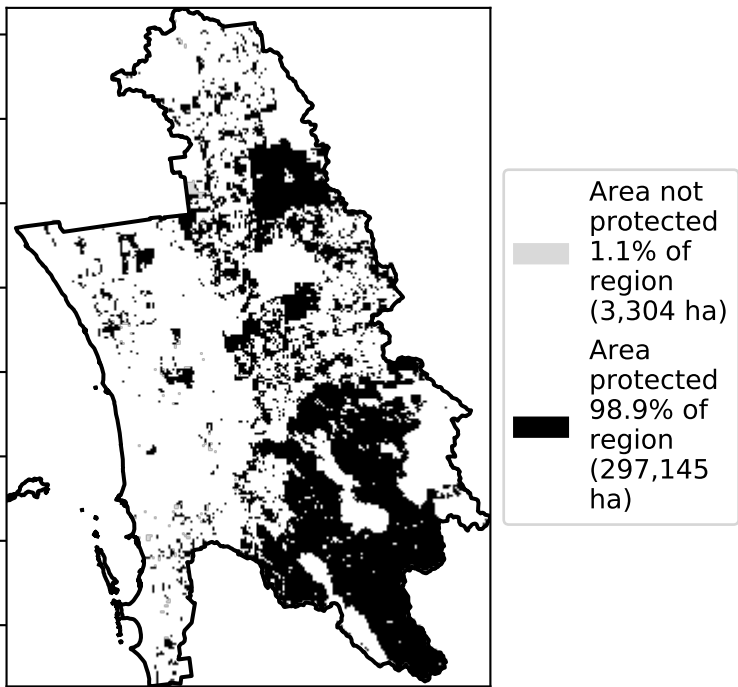 Area not
protected
1.1% of
region
(3,304 ha)
Area
protected
98.9% of
region
(297,145
ha)